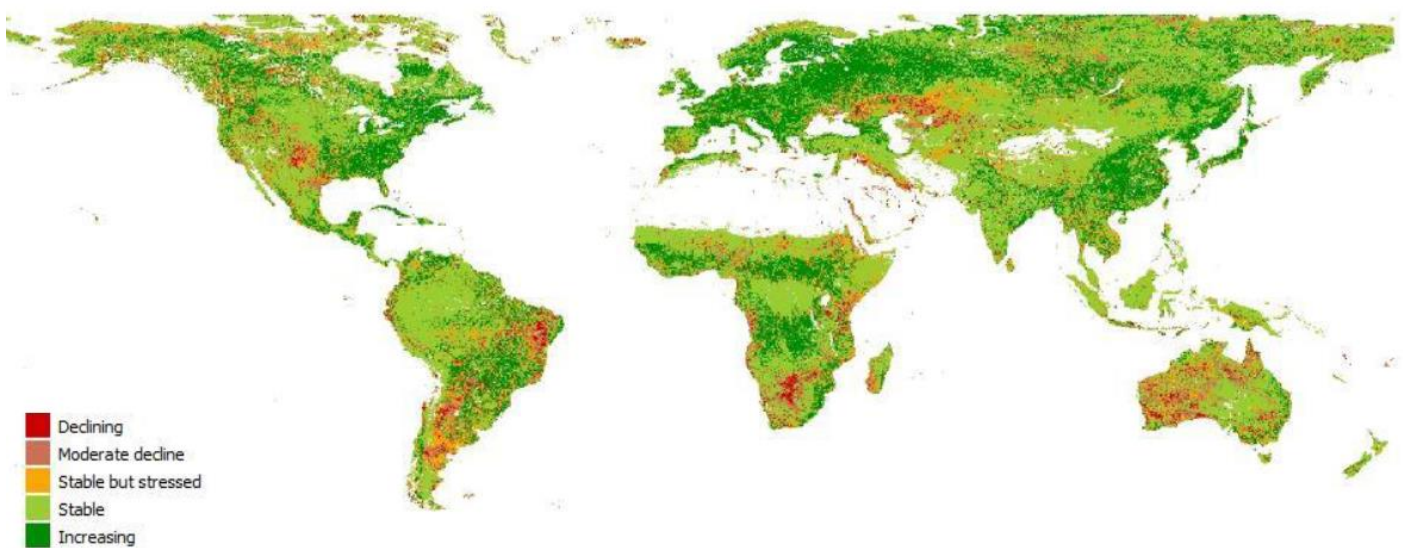 Declining
Moderate decline
Stable but stressed
Stable
Increasing